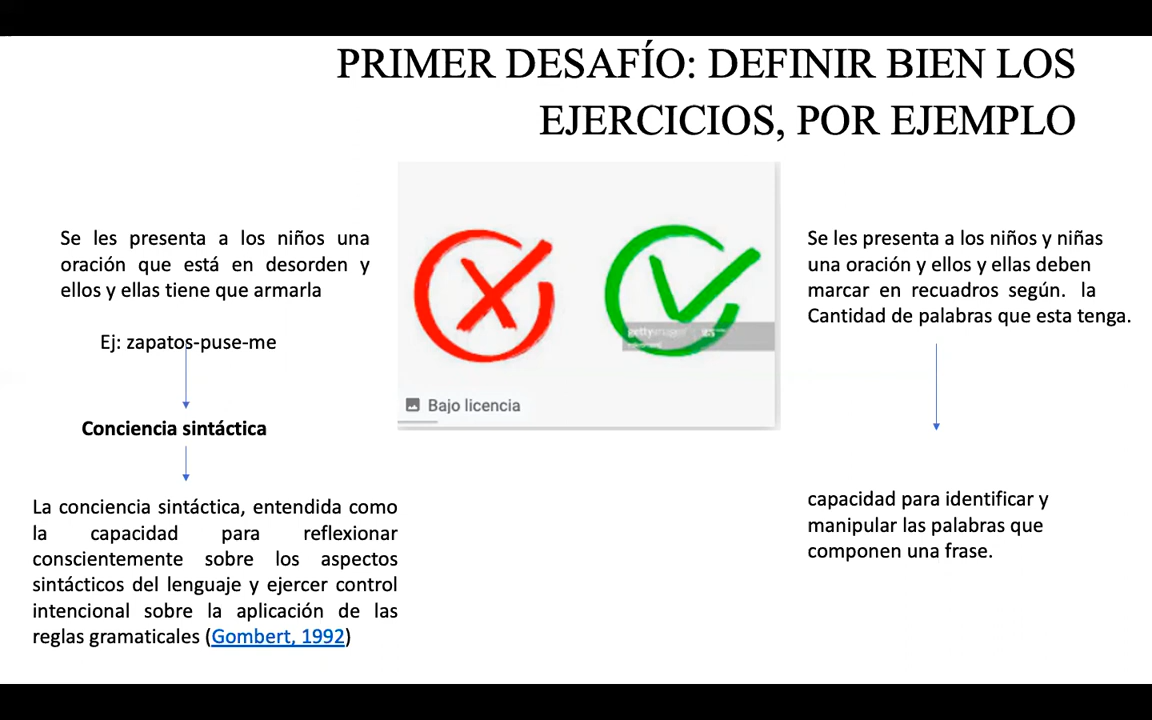 PRIMER DESAFÍO: DEFINIR BIEN LOS
EJERCICIOS, POR EJEMPLO
Se les presenta a los niños una
oración que está en desorden y
ellos y ellas tiene que armarla
Ej: zapatos-puse-me
Conciencia sintáctica
La conciencia sintáctica, entendida como
la capacidad para reflexionar
conscientemente sobre los aspectos
sintácticos del lenguaje y ejercer control
intencional sobre la aplicación de las
reglas gramaticales (Gombert, 1992)
gettyimages
Bajo licencia
Se les presenta a los niños y niñas
una oración y ellos y ellas deben
marcar en recuadros según. la
Cantidad de palabras que esta tenga.
capacidad para identificar y
manipular las palabras que
componen una frase.